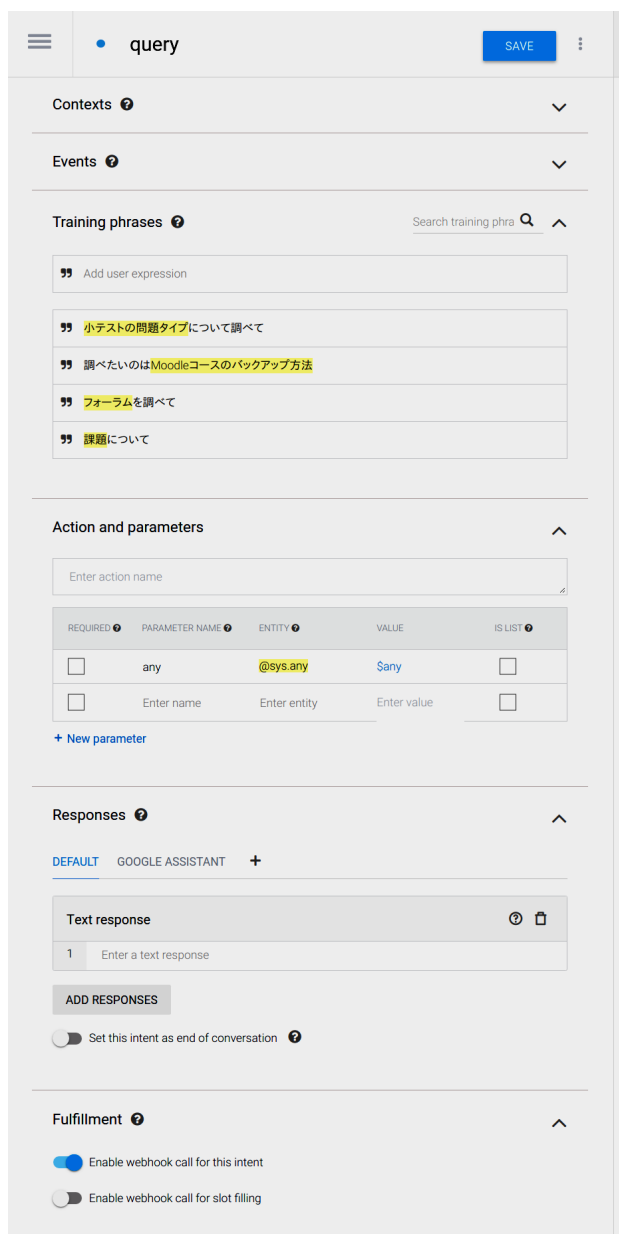 query
SAVE
Contexts
Events
Training phrases
Search training phra
Add user expression
小テストの問題タイプについて調べて
調べたいのはMoodleコースのバックアップ方法
フォーラムを調べて
課題について
Action and parameters
Enter action name
REQUIRED PARAMETER NAME ENTITY VALUE IS LIST
any @sys.any $any
Enter name Enter entity Enter value
+ New parameter
Responses
DEFAULT GOOGLE ASSISTANT +
Text response
1 Enter a text response
ADD RESPONSES
Set this intent as end of conversation
Fulfillment
Enable webhook call for this intent
Enable webhook call for slot filling